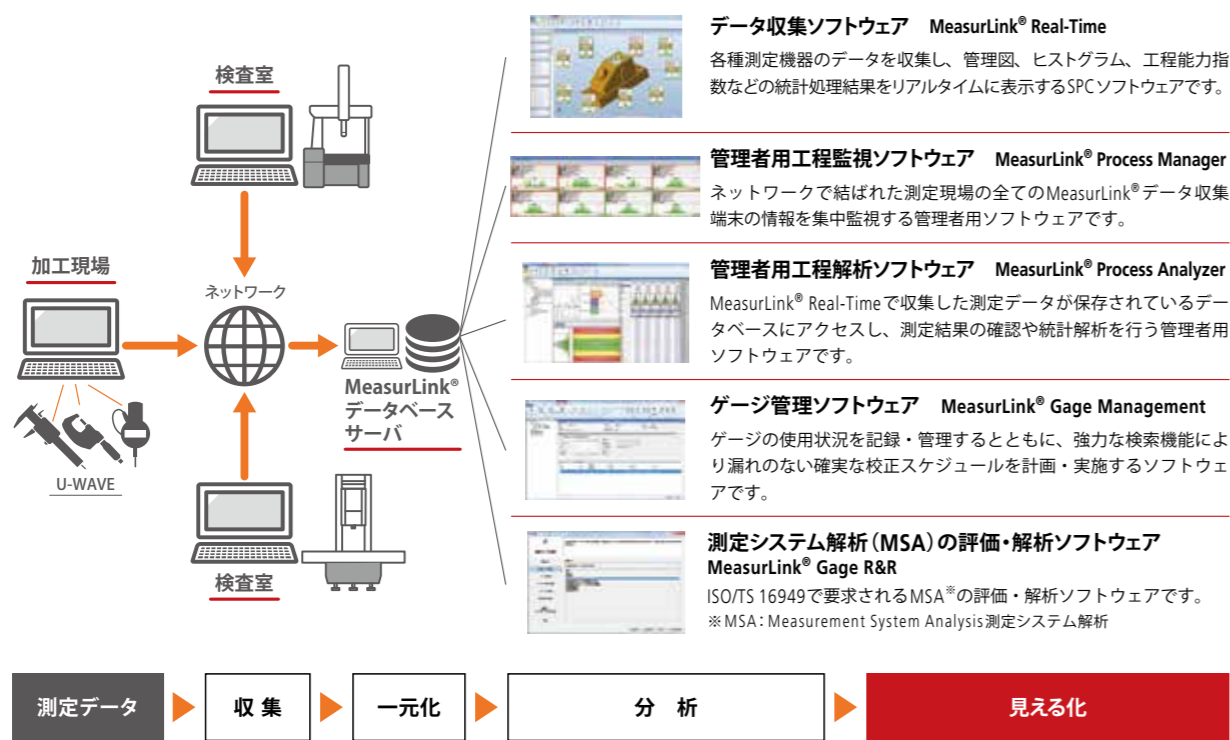 検査室
加工現場
U-WAVE
ネットワーク
検査室
MeasurLink®
データベース
サーバ
データ収集ソフトウェア MeasurLink® Real-Time
各種測定機器のデータを収集し、管理図、ヒストグラム、工程能力指
数などの統計処理結果をリアルタイムに表示するSPCソフトウェアです。
管理者用工程監視ソフトウェア MeasurLink® Process Manager
ネットワークで結ばれた測定現場の全てのMeasurLink®データ収集
端末の情報を集中監視する管理者用ソフトウェアです。
管理者用工程解析ソフトウェア MeasurLink® Process Analyzer
MeasurLink® Real-Timeで収集した測定データが保存されているデー
タベースにアクセスし、測定結果の確認や統計解析を行う管理者用
ソフトウェアです。
ゲージ管理ソフトウェア MeasurLink® Gage Management
ゲージの使用状況を記録・管理するとともに、強力な検索機能によ
り漏れのない確実な校正スケジュールを計画・実施するソフトウェ
アです。
測定システム解析（MSA）の評価・解析ソフトウェア
MeasurLink® Gage R&R
ISO/TS 16949で要求されるMSA※の評価・解析ソフトウェアです。
※MSA：Measurement System Analysis測定システム解析
測定データ
収 集
一元化
分 析
見える化